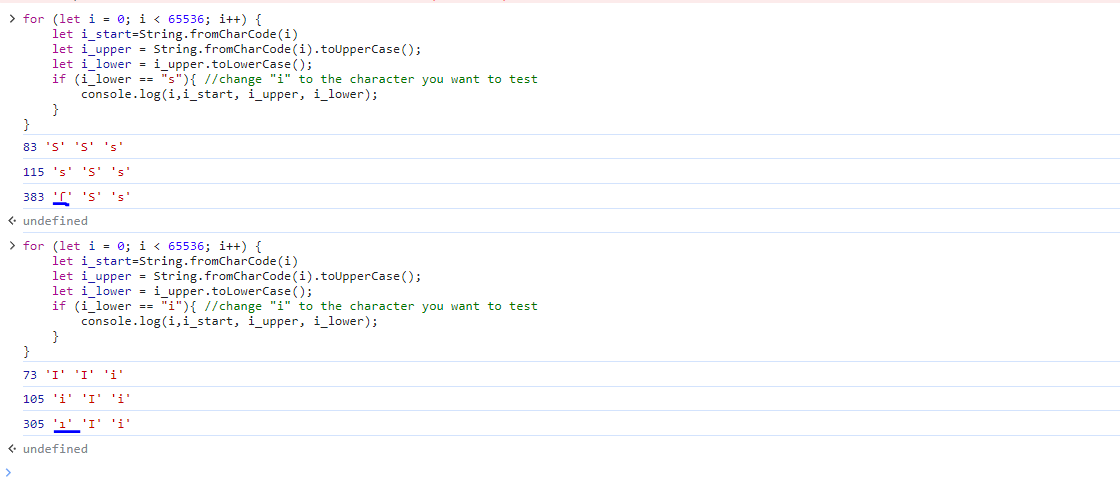 for (let i = 0; i < 65536; i++) {
    let i_start=String.fromCharCode(i)
    let i_upper = String.fromCharCode(i).toUpperCase();
    let i_lower = i_upper.toLowerCase();
    if (i_lower == "s"){ //change "i" to the character you want to test
        console.log(i,i_start, i_upper, i_lower);
    }
}
83 'S' 'S' 's'
115 's' 'S' 's'
383 'ſ' 'S' 's'
undefined
for (let i = 0; i < 65536; i++) {
    let i_start=String.fromCharCode(i)
    let i_upper = String.fromCharCode(i).toUpperCase();
    let i_lower = i_upper.toLowerCase();
    if (i_lower == "i"){ //change "i" to the character you want to test
        console.log(i,i_start, i_upper, i_lower);
    }
}
73 'I' 'I' 'i'
105 'i' 'I' 'i'
305 'ı' 'I' 'i'
undefined